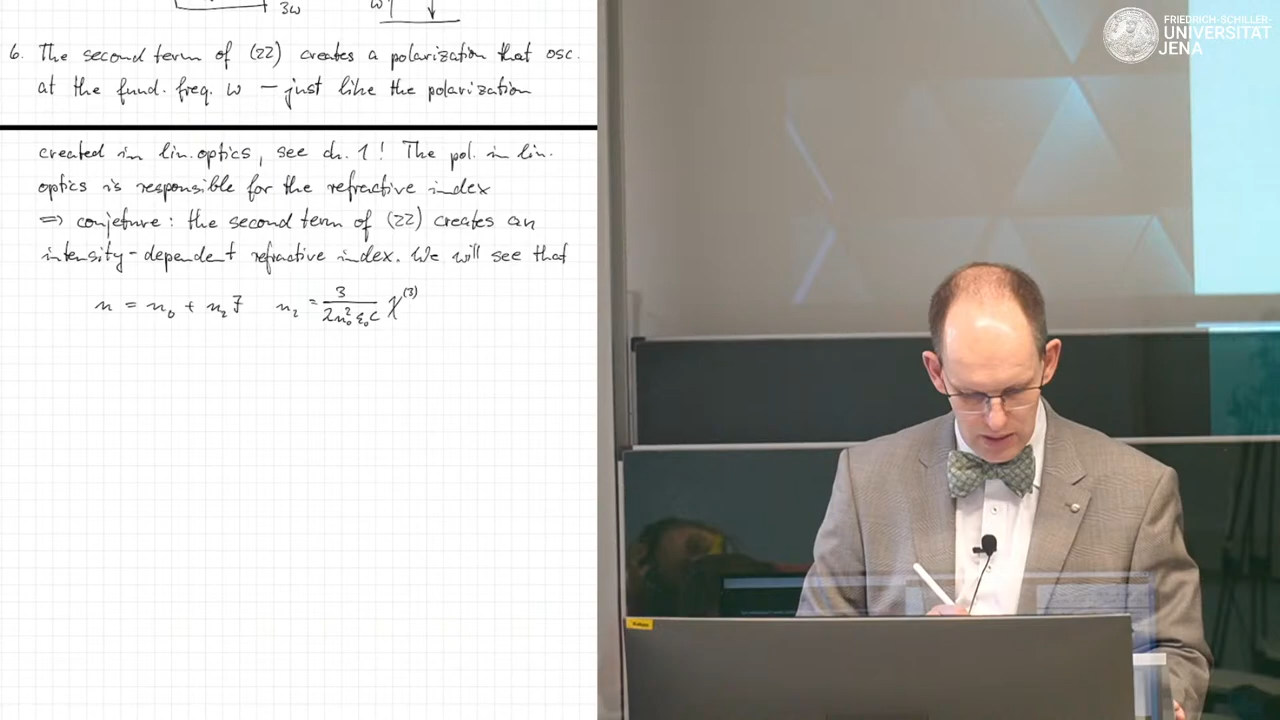 3ω
ω
6. The second term of (22) creates a polarization that osc.
at the fund. freq. ω – just like the polarization
created in lin. optics, see ch. 1! The pol. in lin.
optics is responsible for the refractive index
⇒ conjeture: the second term of (22) creates an
intensity-dependent refractive index. We will see that
n = n₀ + n₂ I   n₂ = 3/(2n₀²ε₀c) χ⁽³⁾
FRIEDRICH-SCHILLER-
UNIVERSITÄT
JENA